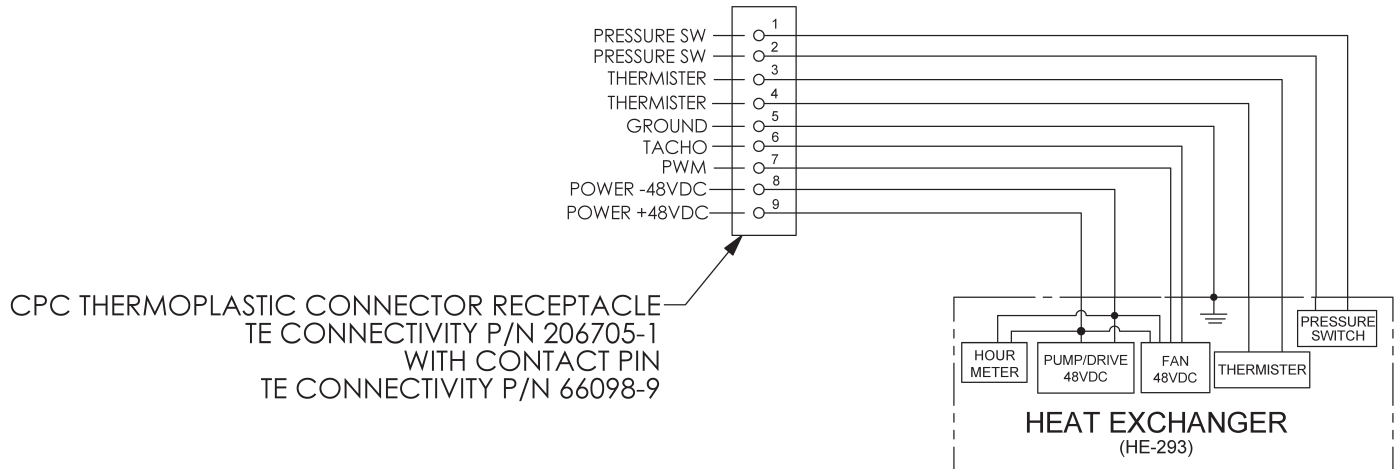 PRESSURE SW 1
PRESSURE SW 2
THERMISTER 3
THERMISTER 4
GROUND 5
TACHO 6
PWM 7
POWER -48VDC 8
POWER +48VDC 9
CPC THERMOPLASTIC CONNECTOR RECEPTACLE
TE CONNECTIVITY P/N 206705-1
WITH CONTACT PIN
TE CONNECTIVITY P/N 66098-9
HOUR
METER
PUMP/DRIVE
48VDC
FAN
48VDC
THERMISTER
PRESSURE
SWITCH
HEAT EXCHANGER
(HE-293)